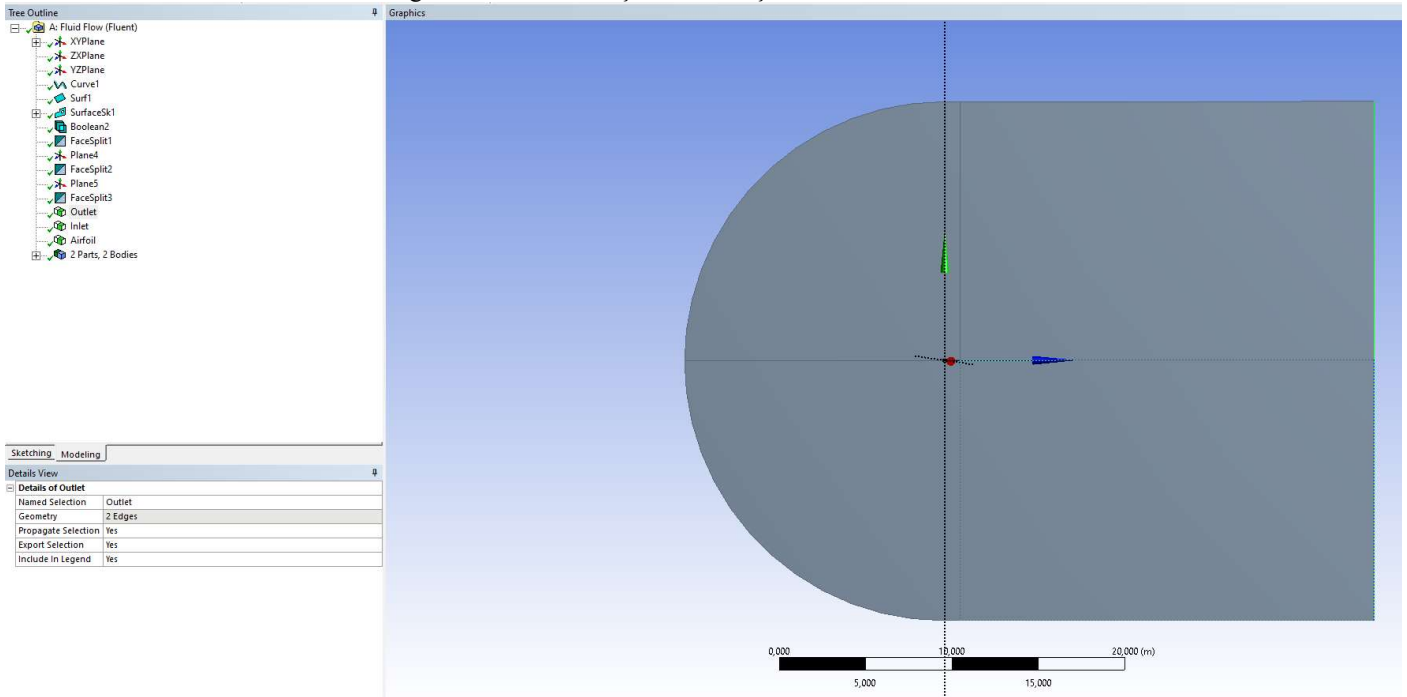 Tree Outline
Graphics
A: Fluid Flow (Fluent)
XYPlane
ZXPlane
YZPlane
Curve1
Surf1
SurfaceSk1
Boolean2
FaceSplit1
Plane4
FaceSplit2
Plane5
FaceSplit3
Outlet
Inlet
Airfoil
2 Parts, 2 Bodies
Sketching Modeling
Details View
Details of Outlet
Named Selection Outlet
Geometry 2 Edges
Propagate Selection Yes
Export Selection Yes
Include In Legend Yes
0,000 10,000 20,000 (m)
5,000 15,000